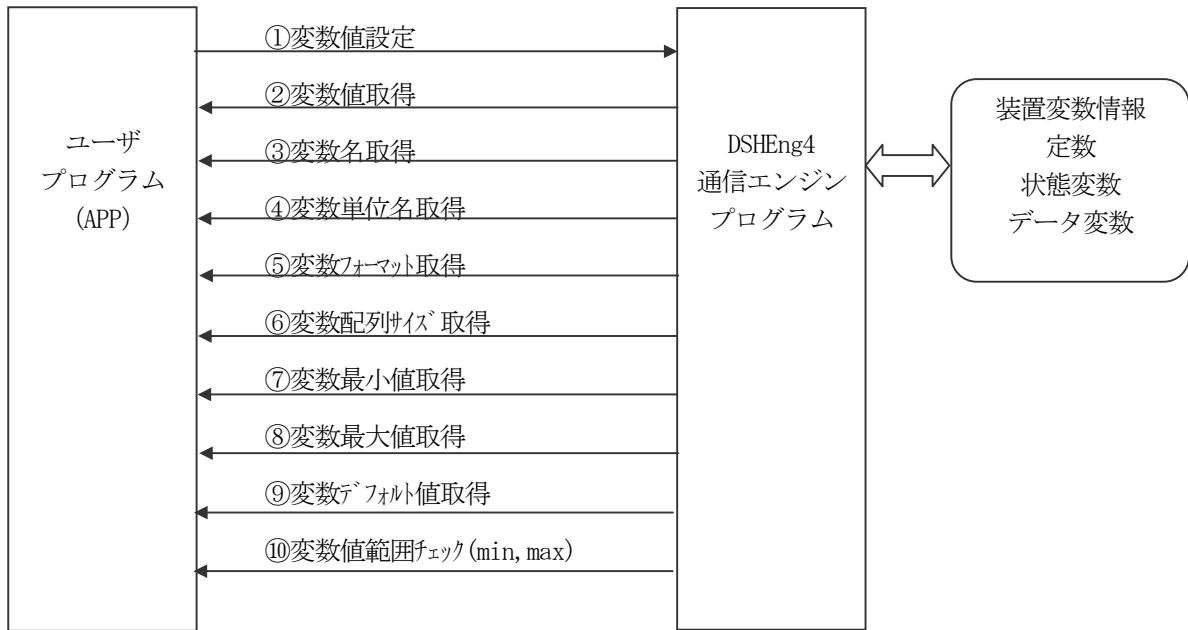 ①変数値設定
②変数値取得
③変数名取得
④変数単位名取得
⑤変数フォーマット取得
⑥変数配列サイズ取得
⑦変数最小値取得
⑧変数最大値取得
⑨変数デフォルト値取得
⑩変数値範囲チェック(min,max)
ユーザ
プログラム
(APP)
DSHEng4
通信エンジン
プログラム
装置変数情報
定数
状態変数
データ変数